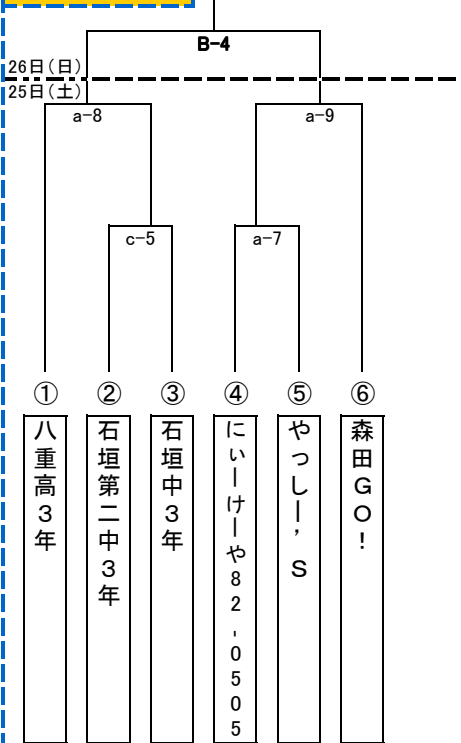 B-4
26日(日)
25日(土)
a-8
a-9
c-5
a-7
①
②
③
④
⑤
⑥
八重高3年
石垣第二中3年
石垣中3年
にぃーけーや82,0505
やっしー’S
森田GO!